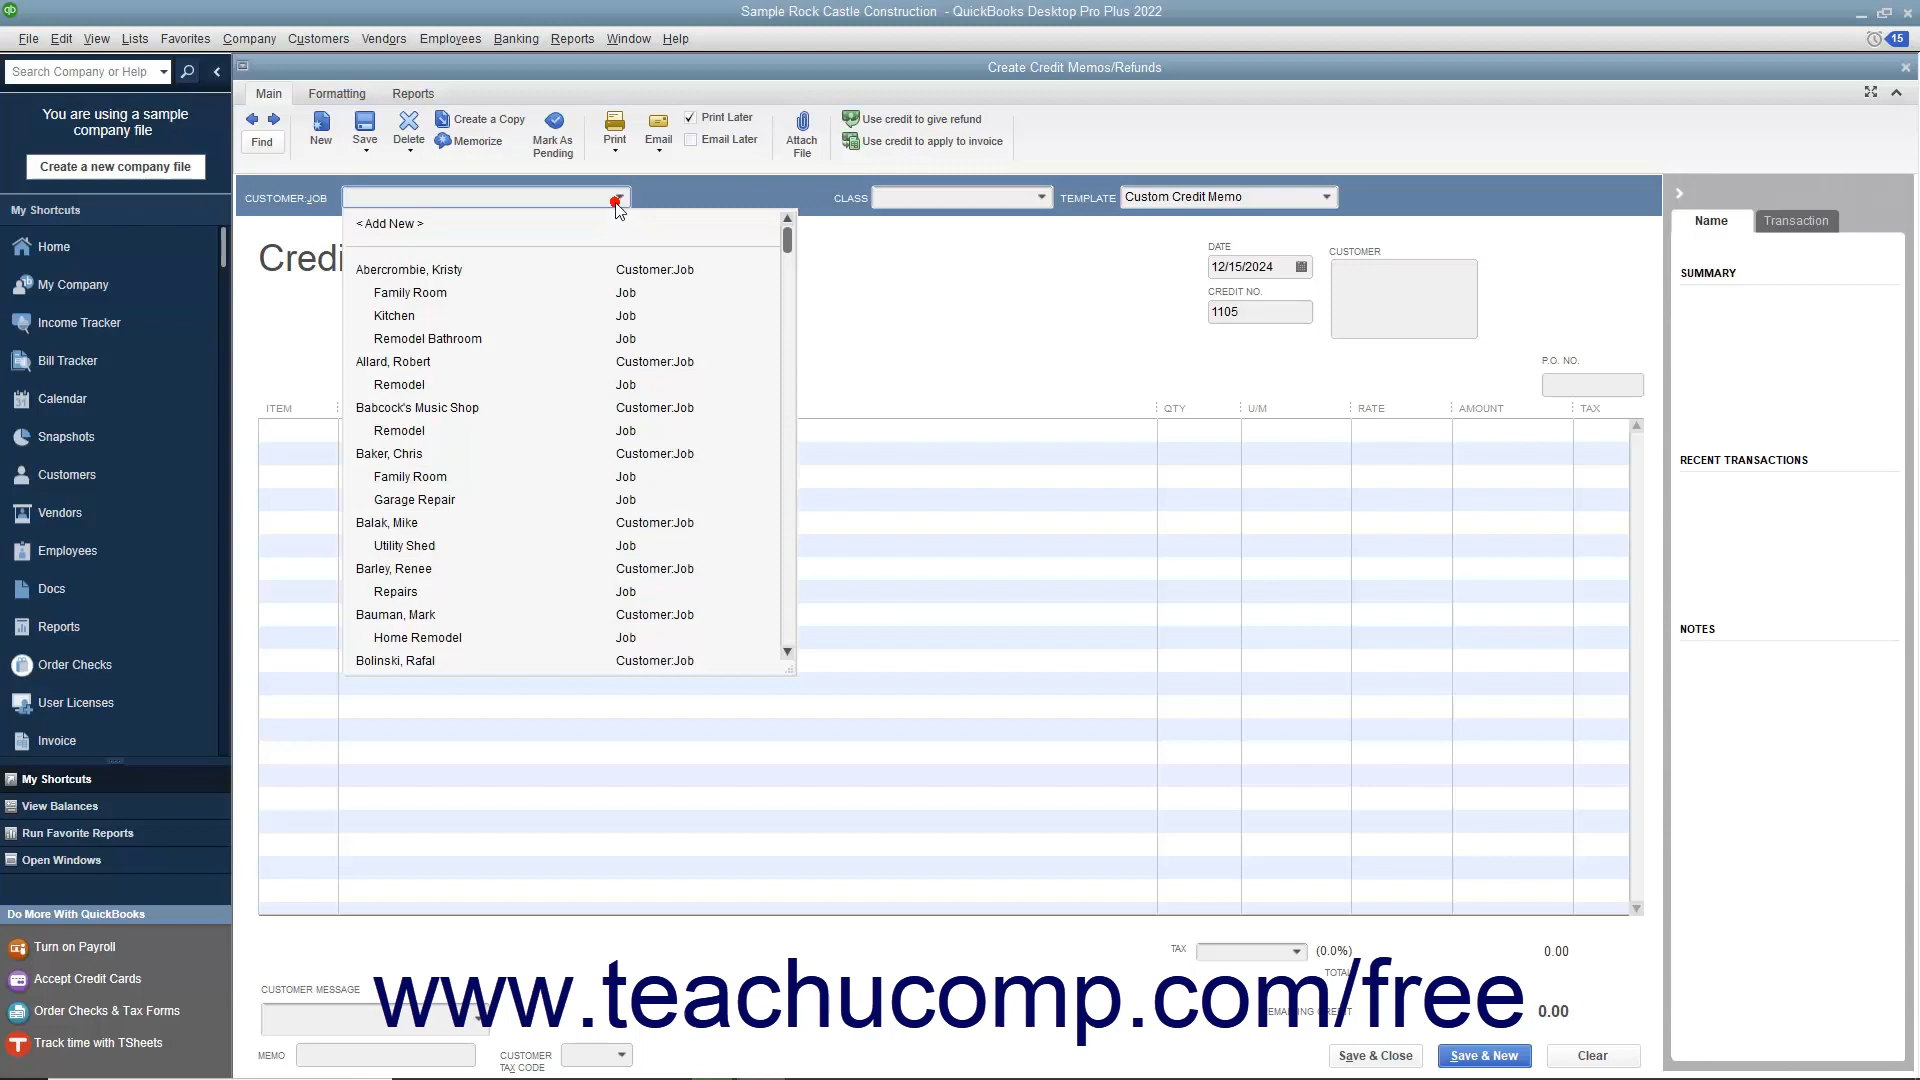 Sample Rock Castle Construction - QuickBooks Desktop Pro Plus 2022
File Edit View Lists Favorites Company Customers Vendors Employees Banking Reports Window Help
15
Search Company or Help
Create Credit Memos/Refunds
You are using a sample
company file
Create a new company file
Main Formatting Reports
Find
New
Save
Delete
Create a Copy
Memorize
Mark As
Pending
Print
Email
Print Later
Email Later
Attach
File
Use credit to give refund
Use credit to apply to invoice
CUSTOMER:JOB
CLASS
TEMPLATE Custom Credit Memo
My Shortcuts
Home
My Company
Income Tracker
Bill Tracker
Calendar
Snapshots
Customers
Vendors
Employees
Docs
Reports
Order Checks
User Licenses
Invoice
My Shortcuts
View Balances
Run Favorite Reports
Open Windows
Do More With QuickBooks
Turn on Payroll
Accept Credit Cards
Order Checks & Tax Forms
Track time with TSheets
Credi
< Add New >
Abercrombie, Kristy Customer:Job
Family Room Job
Kitchen Job
Remodel Bathroom Job
Allard, Robert Customer:Job
Remodel Job
Babcock's Music Shop Customer:Job
Remodel Job
Baker, Chris Customer:Job
Family Room Job
Garage Repair Job
Balak, Mike Customer:Job
Utility Shed Job
Barley, Renee Customer:Job
Repairs Job
Bauman, Mark Customer:Job
Home Remodel Job
Bolinski, Rafal Customer:Job
DATE
12/15/2024
CREDIT NO.
1105
CUSTOMER
P.O. NO.
ITEM QTY U/M RATE AMOUNT TAX
TAX (0.0%) 0.00
TOTAL
0.00
CUSTOMER MESSAGE
MEMO
CUSTOMER
TAX CODE
Save & Close Save & New Clear
Name Transaction
SUMMARY
RECENT TRANSACTIONS
NOTES
www.teachucomp.com/free